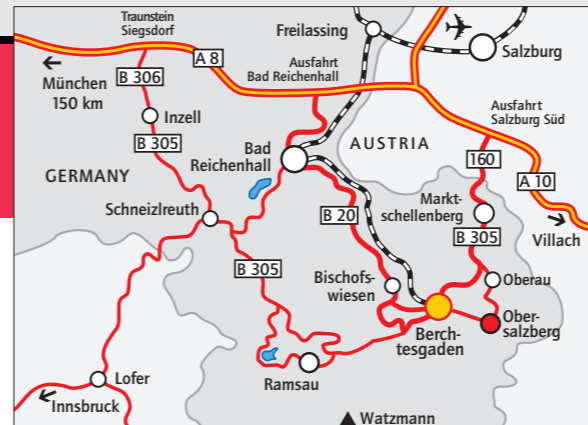 Traunstein
Siegsdorf
Freilassing
Salzburg
A 8
Ausfahrt
Bad Reichenhall
München
150 km
B 306
Inzell
Ausfahrt
Salzburg Süd
B 305
Bad
Reichenhall
AUSTRIA
160
GERMANY
A 10
Schneizlreuth
B 20
Markt-
schellenberg
B 305
Villach
B 305
Bischofs-
wiesen
Oberau
Ober-
salzberg
Berch-
tesgaden
Lofer
Ramsau
Innsbruck
Watzmann